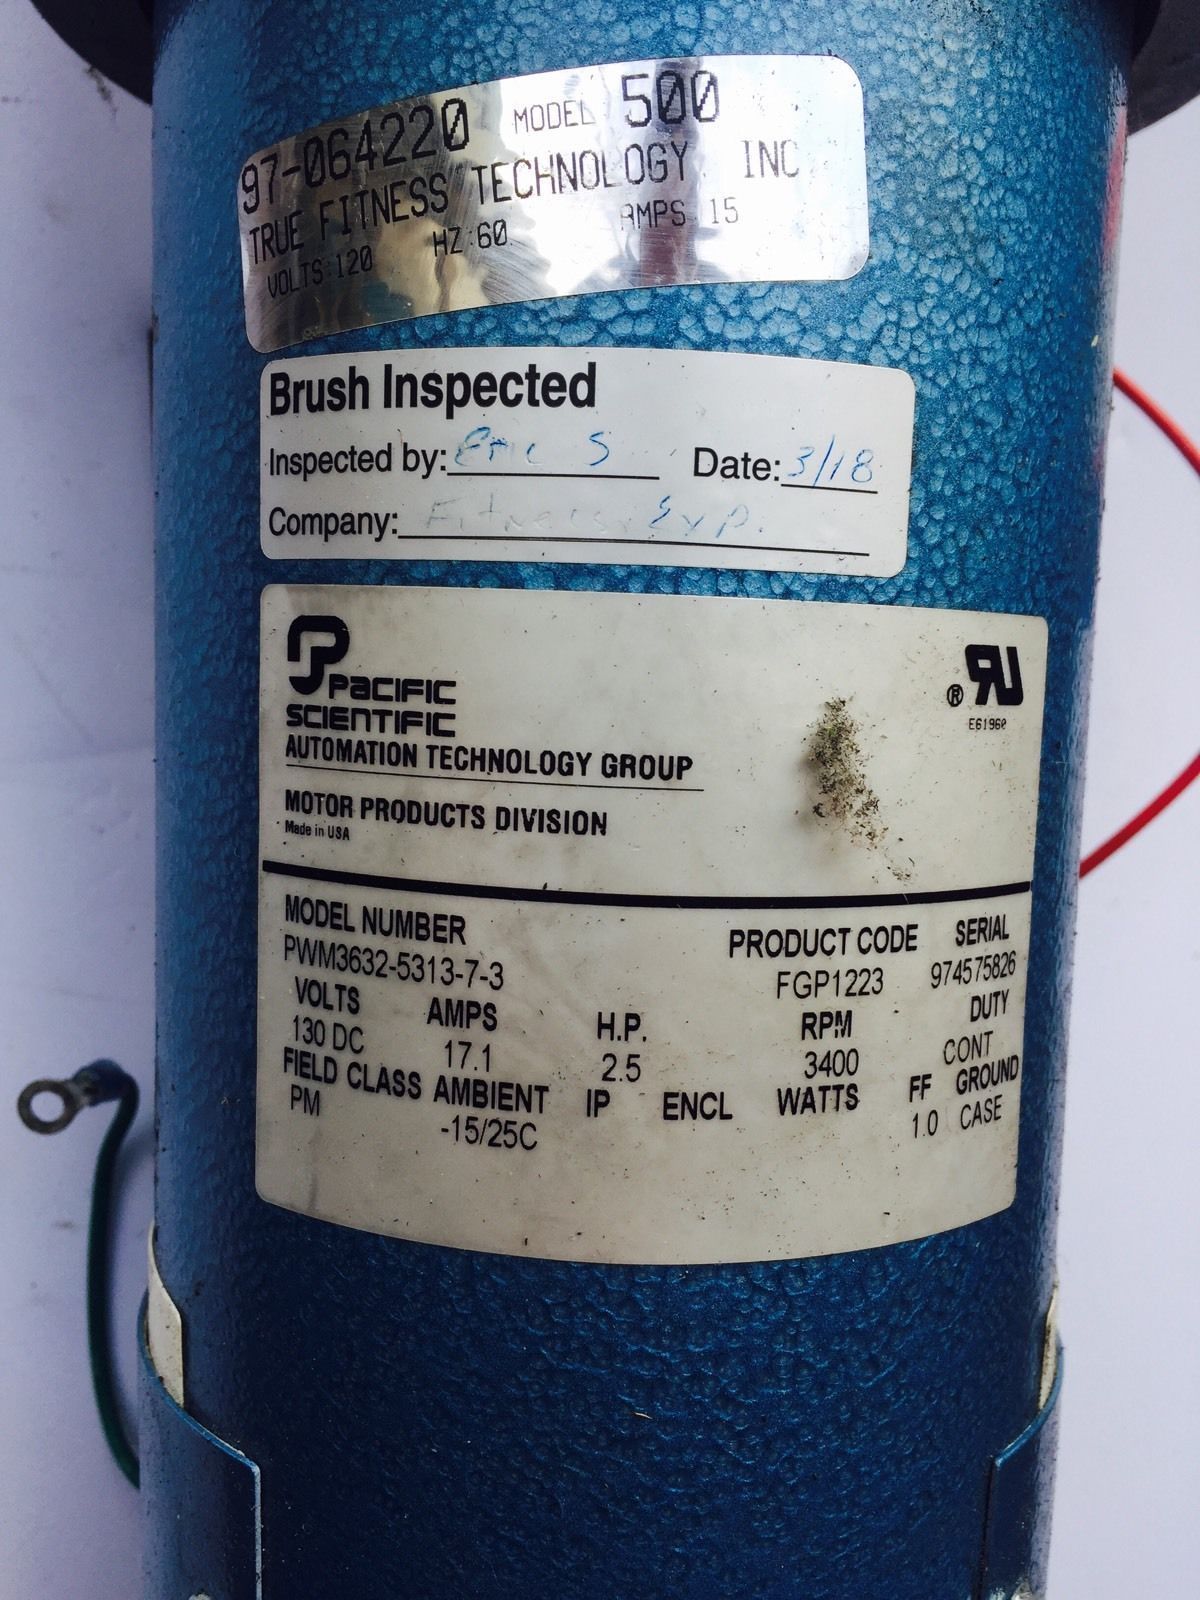 97-064220 MODEL 500
TRUE FITNESS TECHNOLOGY INC
VOLTS:120 HZ:60 AMPS:15
Brush Inspected
Inspected by: Eric S Date: 3/18
Company: Fitness Exp.
PACIFIC
SCIENTIFIC
AUTOMATION TECHNOLOGY GROUP
MOTOR PRODUCTS DIVISION
Made in USA
® RU
E61960
MODEL NUMBER PRODUCT CODE SERIAL
PWM3632-5313-7-3 FGP1223 974575826
VOLTS AMPS H.P. RPM DUTY
130 DC 17.1 2.5 3400 CONT
FIELD CLASS AMBIENT IP ENCL WATTS FF GROUND
PM -15/25C 1.0 CASE